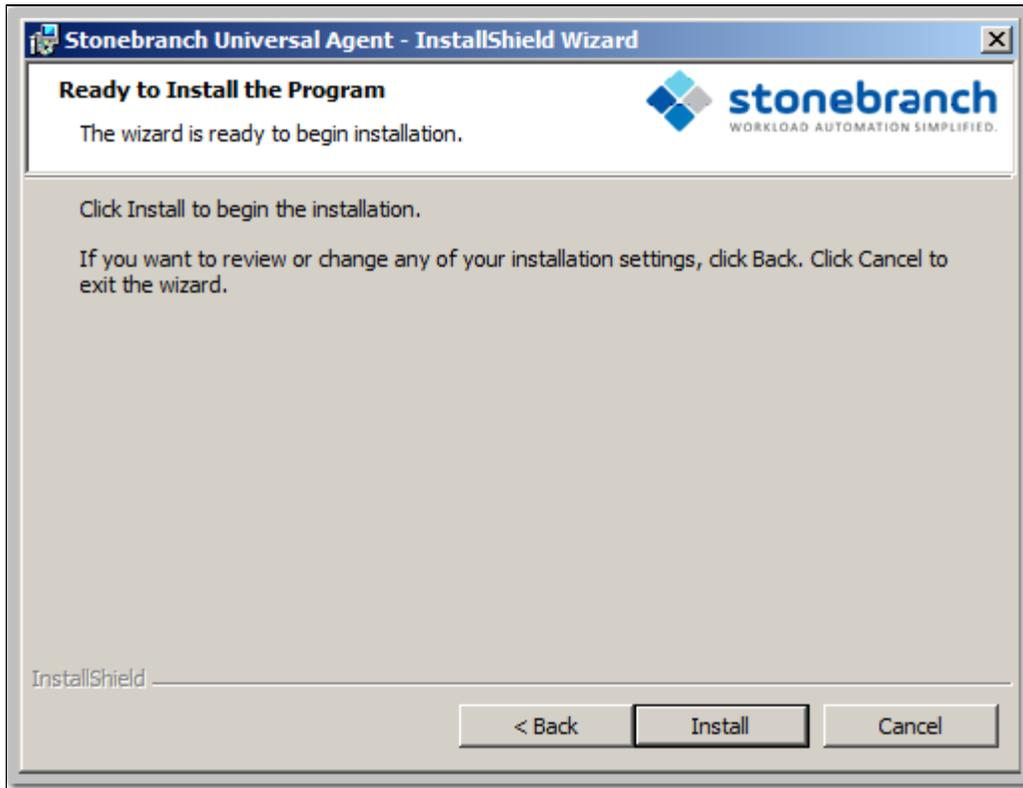 Stonebranch Universal Agent - InstallShield Wizard
Ready to Install the Program
The wizard is ready to begin installation.
stonebranch
WORKLOAD AUTOMATION SIMPLIFIED.
Click Install to begin the installation.
If you want to review or change any of your installation settings, click Back. Click Cancel to
exit the wizard.
InstallShield
< Back
Install
Cancel